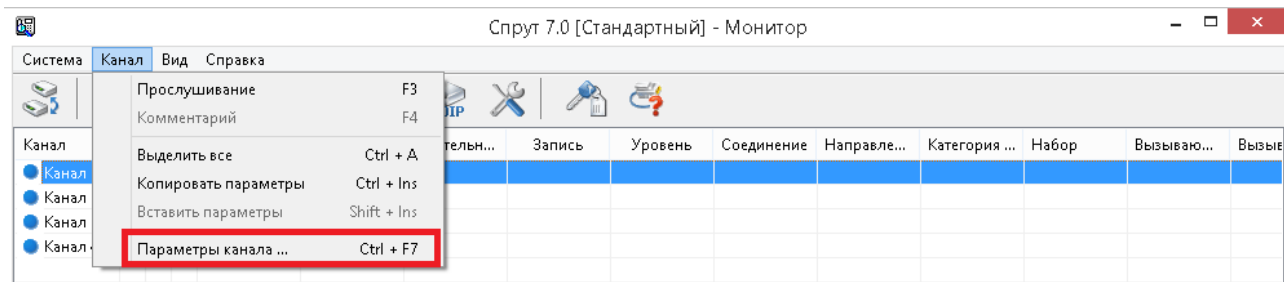 Спрут 7.0 [Стандартный] - Монитор
Система Канал Вид Справка
Прослушивание F3
Комментарий F4
Выделить все Ctrl + A
Копировать параметры Ctrl + Ins
Вставить параметры Shift + Ins
Параметры канала ... Ctrl + F7
Канал тельн... Запись Уровень Соединение Направле... Категория ... Набор Вызываю... Вызыв
Канал
Канал
Канал
Канал